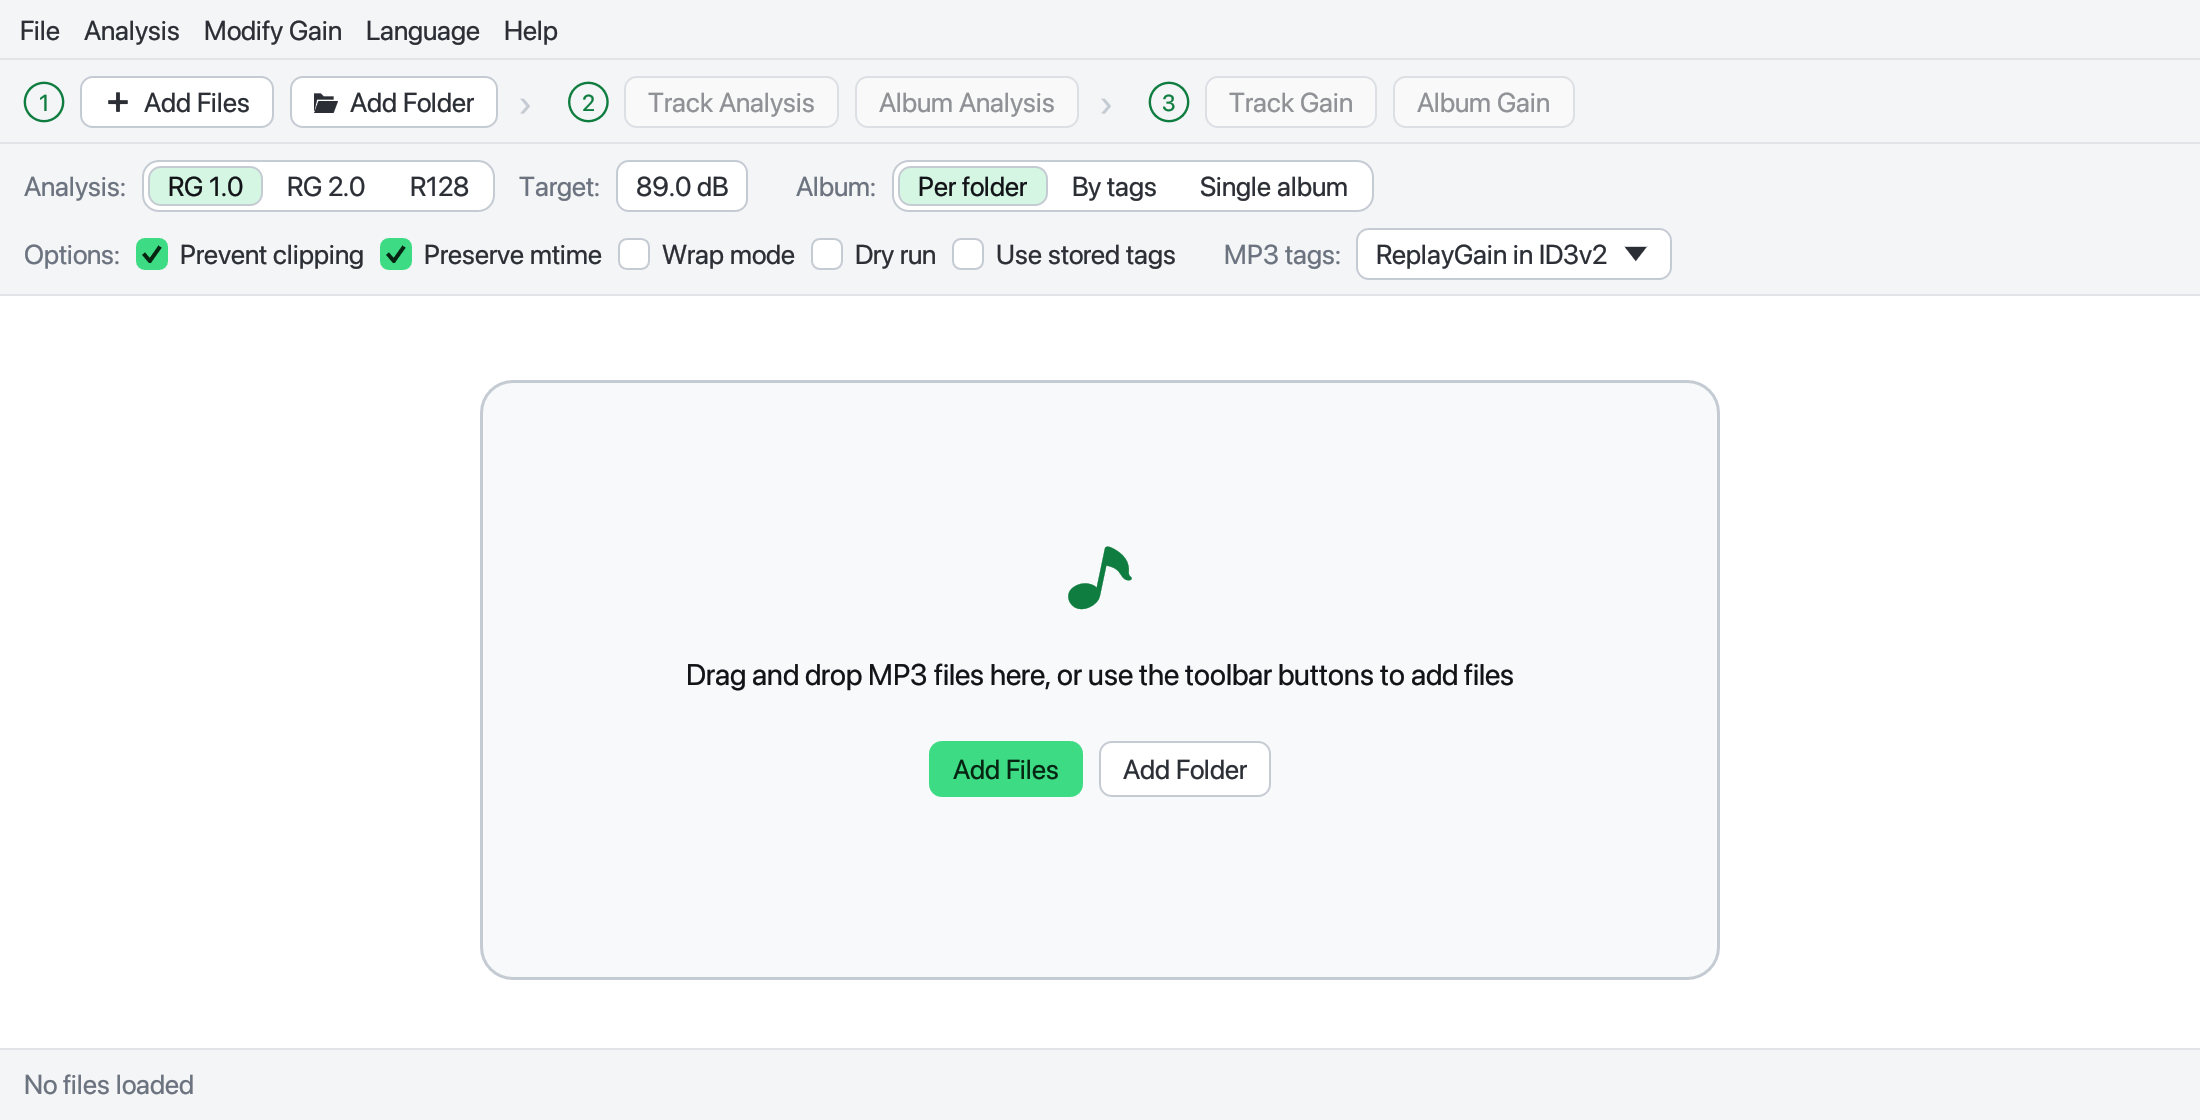 File Analysis Modify Gain Language Help
1 Add Files Add Folder 2 Track Analysis Album Analysis 3 Track Gain Album Gain
Analysis: RG 1.0 RG 2.0 R128 Target: 89.0 dB Album: Per folder By tags Single album
Options: Prevent clipping Preserve mtime Wrap mode Dry run Use stored tags MP3 tags: ReplayGain in ID3v2
Drag and drop MP3 files here, or use the toolbar buttons to add files
Add Files Add Folder
No files loaded